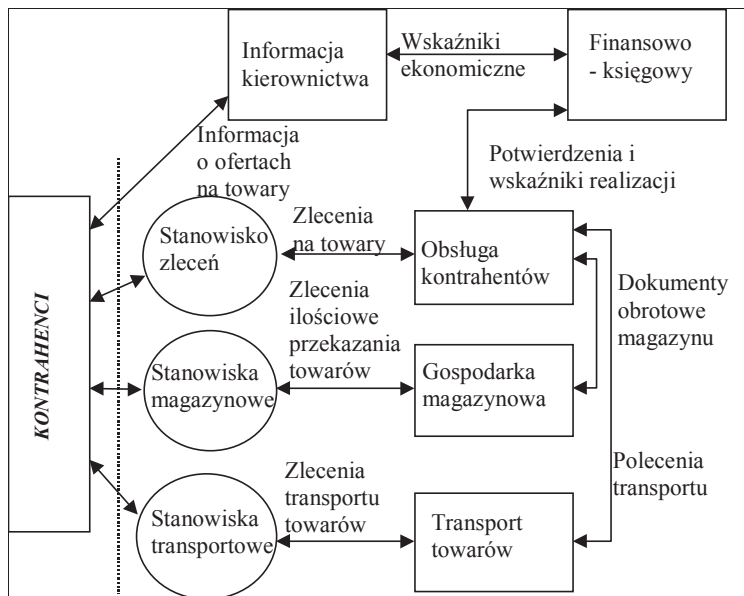 Informacja
kierownictwa
Wskaźniki
ekonomiczne
Finansowo
- księgowy
Informacja
o ofertach
na towary
Potwierdzenia i
wskaźniki realizacji
KONTRAHENCI
Stanowisko
zleceń
Zlecenia
na towary
Obsługa
kontrahentów
Dokumenty
obrotowe
magazynu
Zlecenia
ilościowe
przekazania
towarów
Stanowiska
magazynowe
Gospodarka
magazynowa
Polecenia
transportu
Zlecenia
transportu
towarów
Stanowiska
transportowe
Transport
towarów